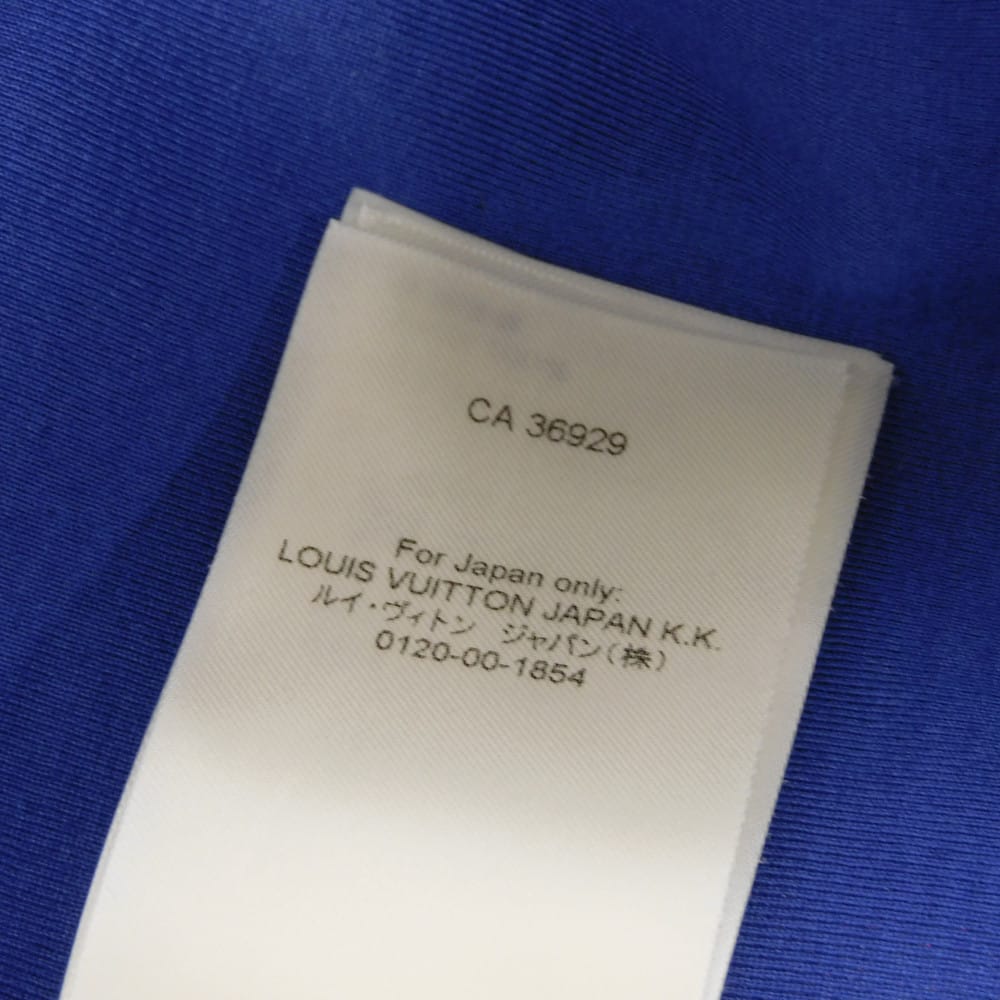 CA 36929
For Japan only:
LOUIS VUITTON JAPAN K.K.
ルイ・ヴィトン　ジャパン(株)
0120-00-1854